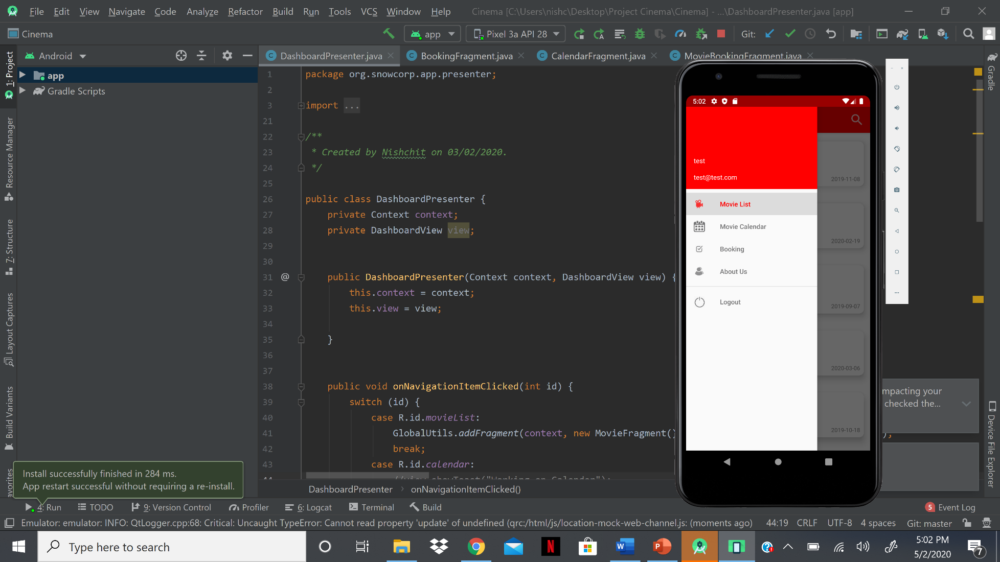 File Edit View Navigate Code Analyze Refactor Build Run Tools VCS Window Help Cinema [C:\Users\nishc\Desktop\Project Cinema\Cinema] - ...\DashboardPresenter.java [app]
Cinema app Pixel 3a API 28 Git:
Android DashboardPresenter.java BookingFragment.java CalendarFragment.java MovieBookingFragment.java
1: Project
Resource Manager
7: Structure
Layout Captures
Build Variants
app
Gradle Scripts
1 package org.snowcorp.app.presenter;
2
3 import ...
21
22 /**
23 * Created by Nishchit on 03/02/2020.
24 */
25
26 public class DashboardPresenter {
27 private Context context;
28 private DashboardView view;
29
30
31 @ public DashboardPresenter(Context context, DashboardView view) {
32 this.context = context;
33 this.view = view;
34
35 }
36
37
38 public void onNavigationItemClicked(int id) {
39 switch (id) {
40 case R.id.movieList:
41 GlobalUtils.addFragment(context, new MovieFragment()
42 break;
43 case R.id.calendar:
44 //view.showToast("Working on Calender");
DashboardPresenter › onNavigationItemClicked()
5:02
test
test@test.com
Movie List
Movie Calendar
Booking
About Us
Logout
2019-11-08
2020-02-19
2019-09-07
2020-03-06
2019-10-18
mpacting your
checked the...
);
Gradle
Device File Explorer
Install successfully finished in 284 ms.
App restart successful without requiring a re-install.
4: Run TODO 9: Version Control Profiler 6: Logcat Terminal Build 5 Event Log
Emulator: emulator: INFO: QtLogger.cpp:68: Critical: Uncaught TypeError: Cannot read property 'update' of undefined (qrc:/html/js/location-mock-web-channel.js: (moments ago) 44:19 CRLF UTF-8 4 spaces Git: master
Type here to search
5:02 PM
5/2/2020
7